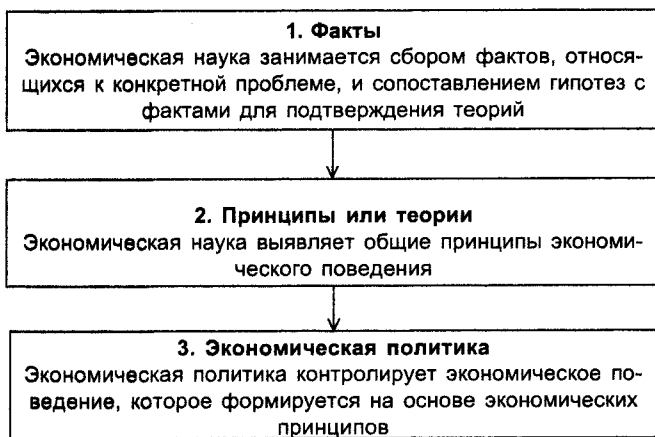 1. Факты
Экономическая наука занимается сбором фактов, относя-
щихся к конкретной проблеме, и сопоставлением гипотез с
фактами для подтверждения теорий
2. Принципы или теории
Экономическая наука выявляет общие принципы экономи-
ческого поведения
3. Экономическая политика
Экономическая политика контролирует экономическое по-
ведение, которое формируется на основе экономических
принципов